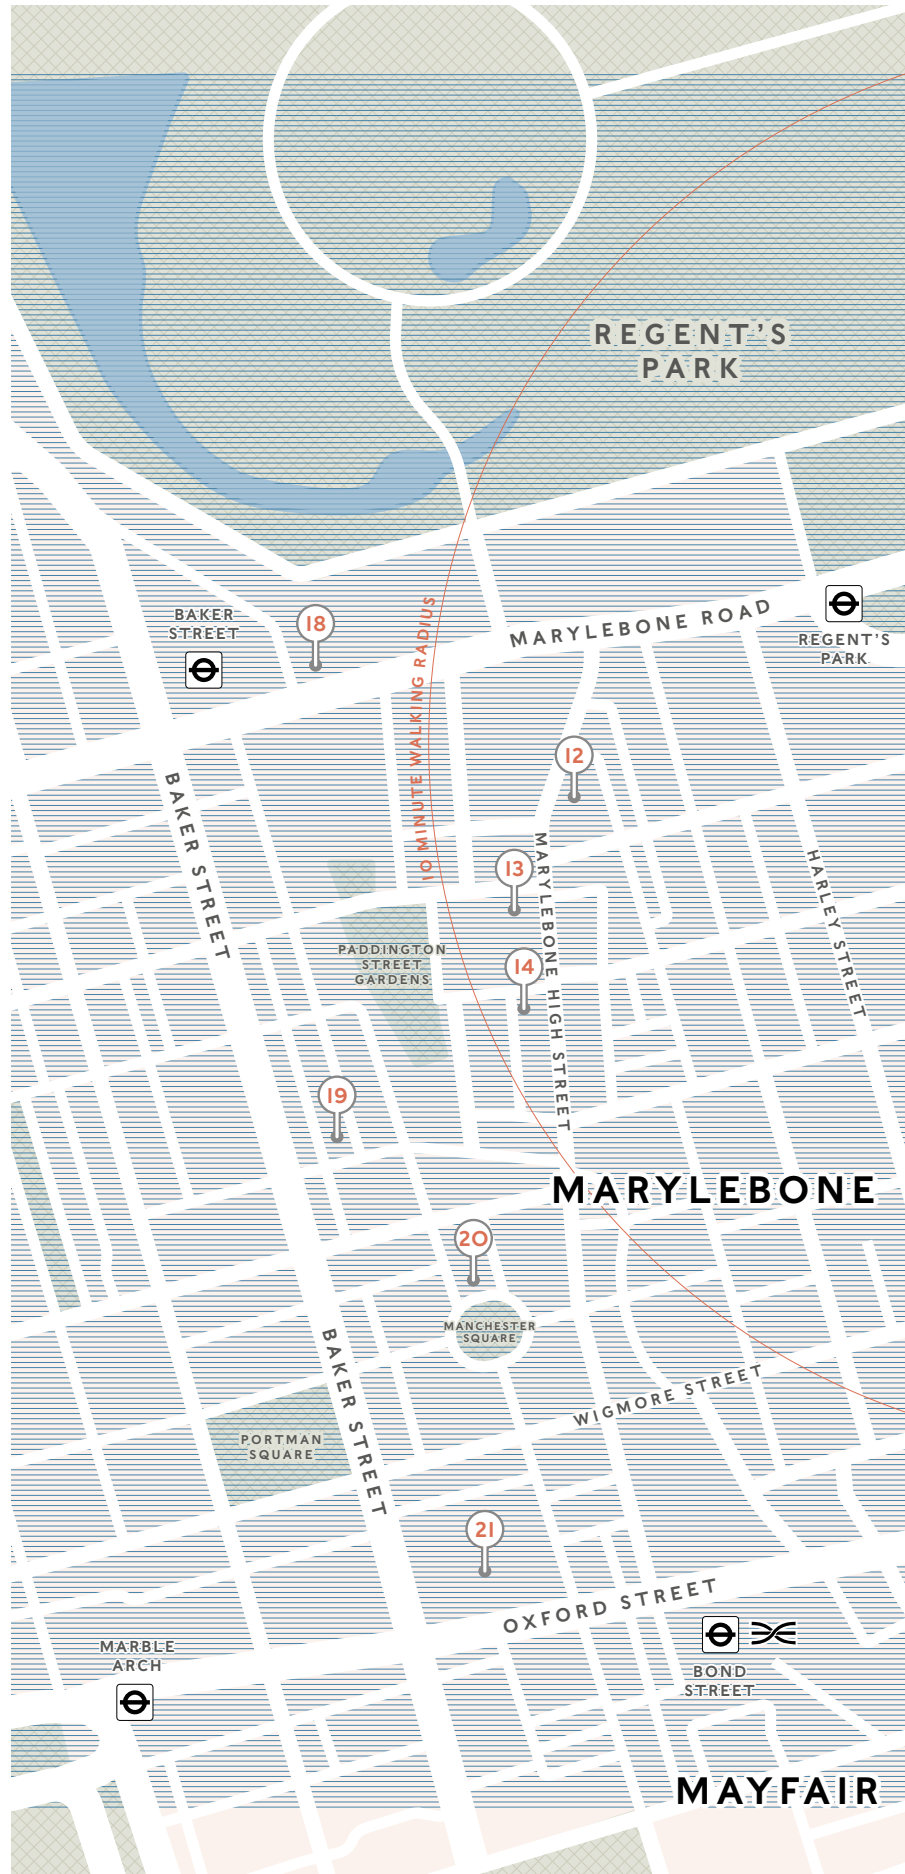 REGENT'S
PARK
BAKER
STREET
18
10 MINUTE WALKING RADIUS
MARYLEBONE ROAD
REGENT'S
PARK
12
BAKER STREET
13
MARYLEBONE HIGH STREET
HARLEY STREET
14
PADDINGTON
STREET
GARDENS
19
MARYLEBONE
20
MANCHESTER
SQUARE
BAKER STREET
WIGMORE STREET
PORTMAN
SQUARE
21
OXFORD STREET
MARBLE
ARCH
BOND
STREET
MAYFAIR